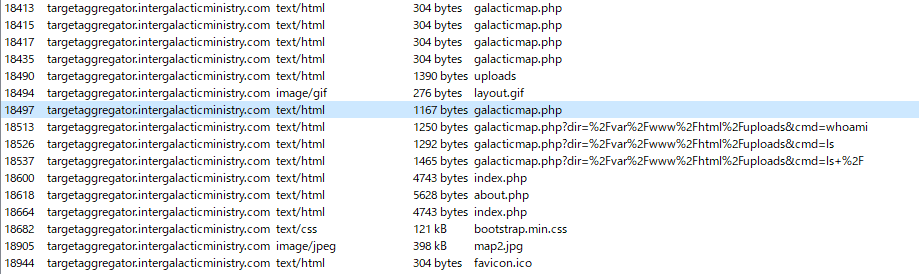 18413 targetaggregator.intergalacticministry.com text/html 304 bytes galacticmap.php
18415 targetaggregator.intergalacticministry.com text/html 304 bytes galacticmap.php
18417 targetaggregator.intergalacticministry.com text/html 304 bytes galacticmap.php
18435 targetaggregator.intergalacticministry.com text/html 304 bytes galacticmap.php
18490 targetaggregator.intergalacticministry.com text/html 1390 bytes uploads
18494 targetaggregator.intergalacticministry.com image/gif 276 bytes layout.gif
18497 targetaggregator.intergalacticministry.com text/html 1167 bytes galacticmap.php
18513 targetaggregator.intergalacticministry.com text/html 1250 bytes galacticmap.php?dir=%2Fvar%2Fwww%2Fhtml%2Fuploads&cmd=whoami
18526 targetaggregator.intergalacticministry.com text/html 1292 bytes galacticmap.php?dir=%2Fvar%2Fwww%2Fhtml%2Fuploads&cmd=ls
18537 targetaggregator.intergalacticministry.com text/html 1465 bytes galacticmap.php?dir=%2Fvar%2Fwww%2Fhtml%2Fuploads&cmd=ls+%2F
18600 targetaggregator.intergalacticministry.com text/html 4743 bytes index.php
18618 targetaggregator.intergalacticministry.com text/html 5628 bytes about.php
18664 targetaggregator.intergalacticministry.com text/html 4743 bytes index.php
18682 targetaggregator.intergalacticministry.com text/css 121 kB bootstrap.min.css
18905 targetaggregator.intergalacticministry.com image/jpeg 398 kB map2.jpg
18944 targetaggregator.intergalacticministry.com text/html 304 bytes favicon.ico